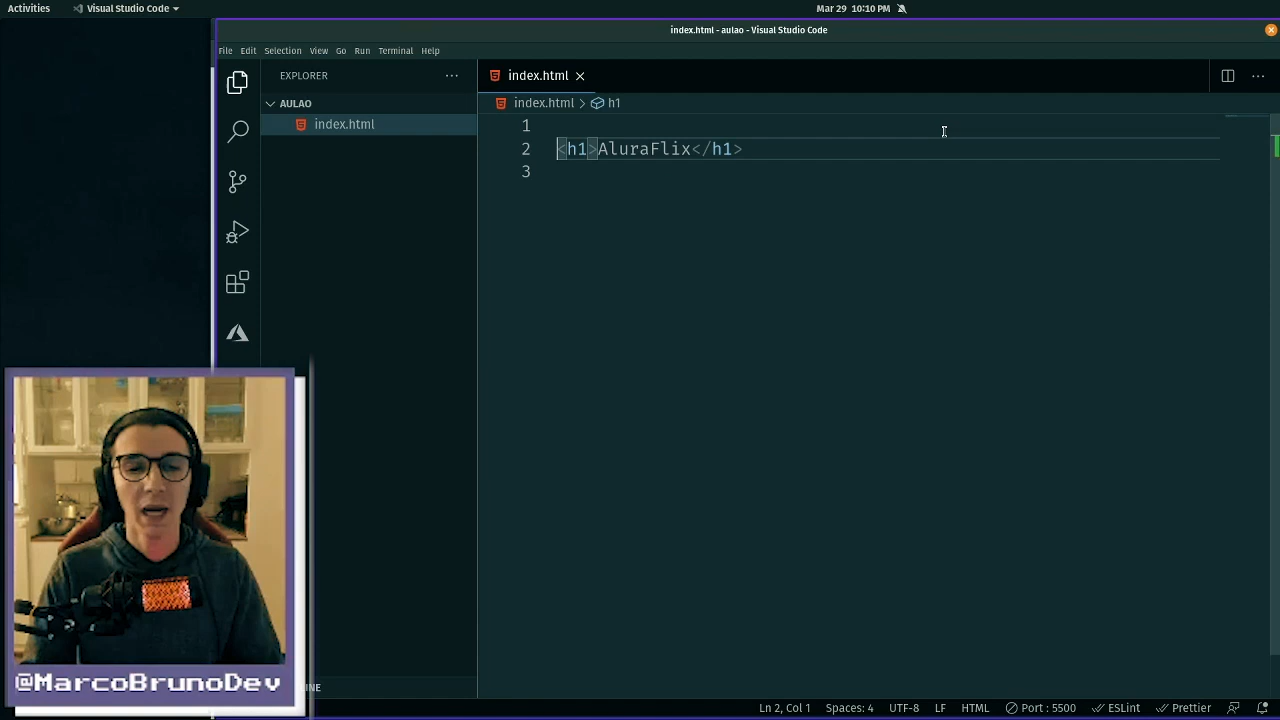 Activities
Visual Studio Code
Mar 29 10:10 PM
index.html - aulao - Visual Studio Code
File Edit Selection View Go Run Terminal Help
EXPLORER
index.html
index.html > h1
AULAO
index.html
1
2 <h1>AluraFlix</h1>
3
@MarcoBrunoDev
INE
Ln 2, Col 1 Spaces: 4 UTF-8 LF HTML Port : 5500 ESLint Prettier